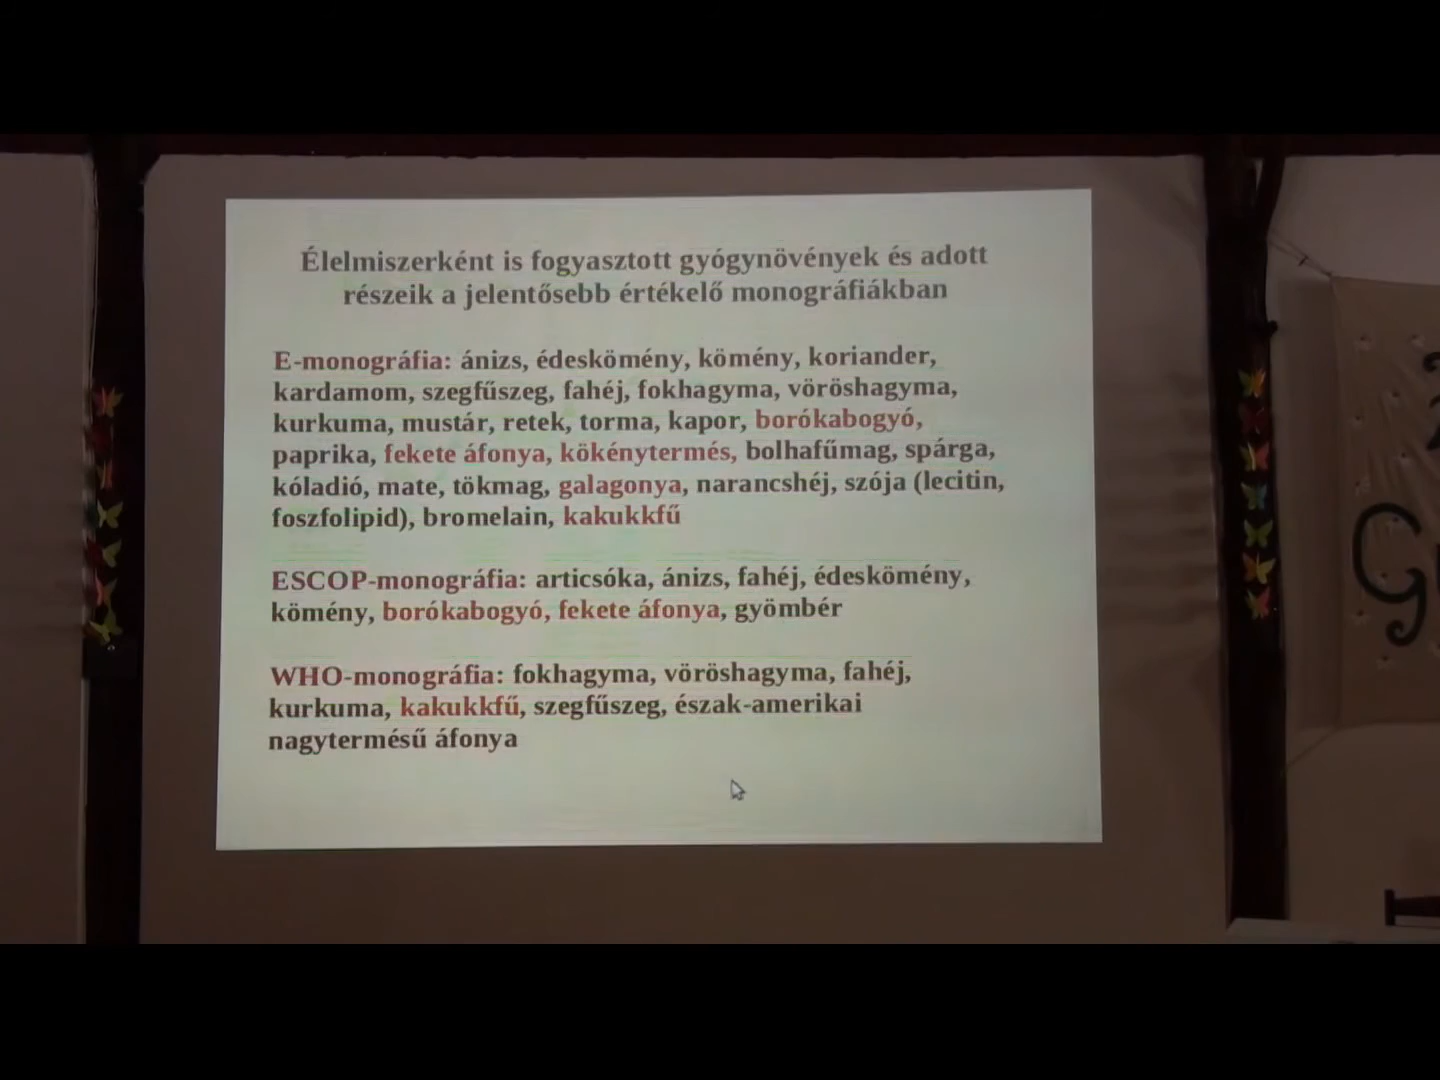 Élelmiszerként is fogyasztott gyógynövények és adott
részeik a jelentősebb értékelő monográfiákban
E-monográfia: ánizs, édeskömény, kömény, koriander,
kardamom, szegfűszeg, fahéj, fokhagyma, vöröshagyma,
kurkuma, mustár, retek, torma, kapor, borókabogyó,
paprika, fekete áfonya, kökénytermés, bolhafűmag, spárga,
kóladió, mate, tökmag, galagonya, narancshéj, szója (lecitin,
foszfolipid), bromelain, kakukkfű
ESCOP-monográfia: articsóka, ánizs, fahéj, édeskömény,
kömény, borókabogyó, fekete áfonya, gyömbér
WHO-monográfia: fokhagyma, vöröshagyma, fahéj,
kurkuma, kakukkfű, szegfűszeg, észak-amerikai
nagytermésű áfonya